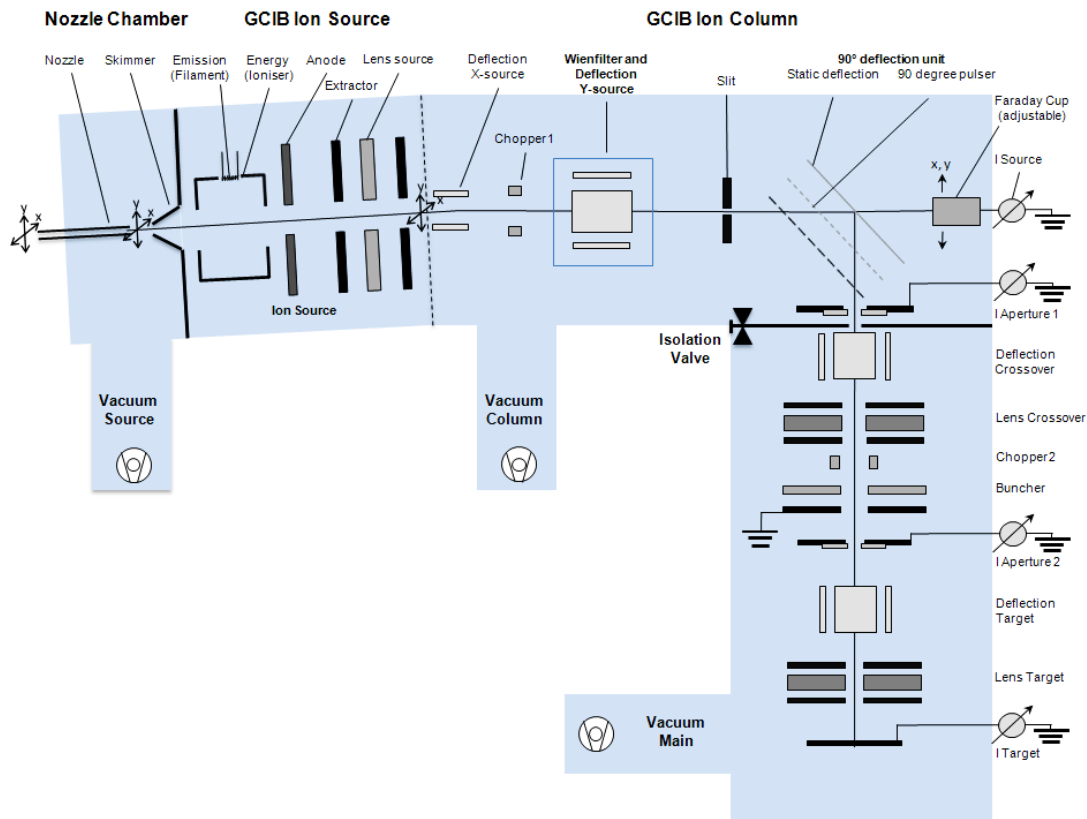 Nozzle Chamber
GCIB Ion Source
GCIB Ion Column
Nozzle
Skimmer
Emission
(Filament)
Energy
(Ioniser)
Anode
Extractor
Lens source
Deflection
X-source
Chopper1
Wienfilter and
Deflection
Y-source
Slit
90° deflection unit
Static deflection
90 degree pulser
Faraday Cup
(adjustable)
x, y
I Source
y
x
y
x
y
x
Ion Source
I Aperture 1
Isolation
Valve
Deflection
Crossover
Vacuum
Source
Vacuum
Column
Lens Crossover
Chopper2
Buncher
I Aperture 2
Deflection
Target
Lens Target
Vacuum
Main
I Target